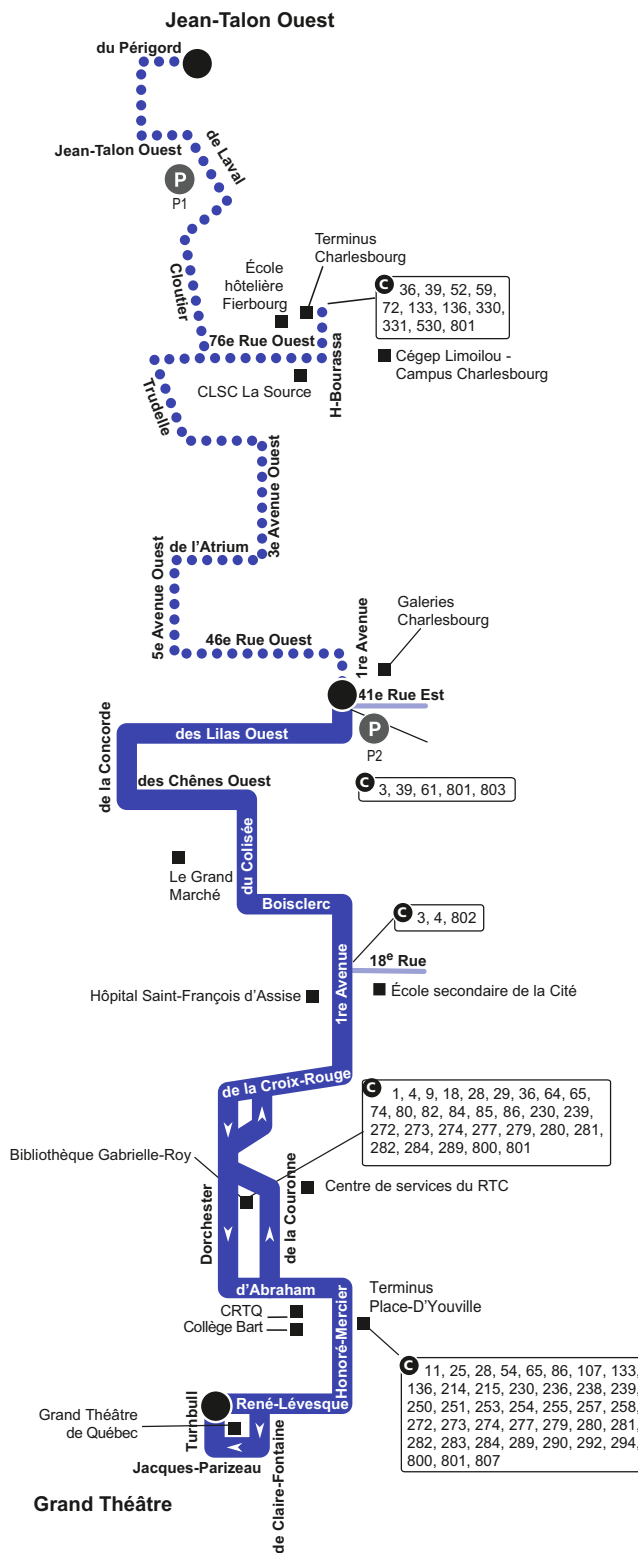 Jean-Talon Ouest
du Périgord
Jean-Talon Ouest
de Laval
P
P1
Cloutier
École
hôtelière
Fierbourg
Terminus
Charlesbourg
C 36, 39, 52, 59,
72, 133, 136, 330,
331, 530, 801
76e Rue Ouest
H-Bourassa
Cégep Limoilou -
Campus Charlesbourg
CLSC La Source
Trudelle
3e Avenue Ouest
de l'Atrium
5e Avenue Ouest
46e Rue Ouest
1re Avenue
Galeries
Charlesbourg
41e Rue Est
P
P2
des Lilas Ouest
de la Concorde
des Chênes Ouest
C 3, 39, 61, 801, 803
du Colisée
Le Grand
Marché
Boisclerc
C 3, 4, 802
18e Rue
1re Avenue
Hôpital Saint-François d'Assise
École secondaire de la Cité
de la Croix-Rouge
C 1, 4, 9, 18, 28, 29, 36, 64, 65,
74, 80, 82, 84, 85, 86, 230, 239,
272, 273, 274, 277, 279, 280, 281,
282, 284, 289, 800, 801
Bibliothèque Gabrielle-Roy
Centre de services du RTC
Dorchester
de la Couronne
d'Abraham
Honoré-Mercier
Terminus
Place-D'Youville
CRTQ
Collège Bart
C 11, 25, 28, 54, 65, 86, 107, 133,
136, 214, 215, 230, 236, 238, 239,
250, 251, 253, 254, 255, 257, 258,
272, 273, 274, 277, 279, 280, 281,
282, 283, 284, 289, 290, 292, 294,
800, 801, 807
Turnbull
René-Lévesque
Grand Théâtre
de Québec
Jacques-Parizeau
de Claire-Fontaine
Grand Théâtre